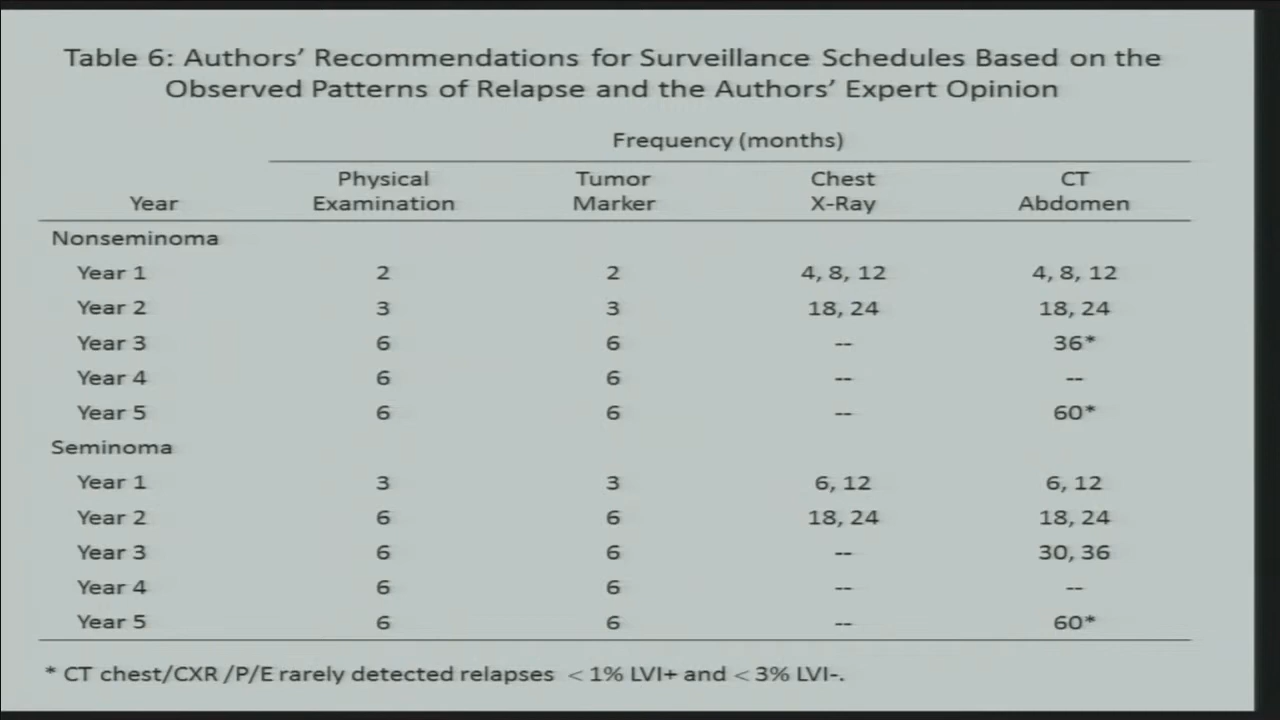 Table 6: Authors’ Recommendations for Surveillance Schedules Based on the
Observed Patterns of Relapse and the Authors’ Expert Opinion
Frequency (months)
Year Physical Examination Tumor Marker Chest X-Ray CT Abdomen
Nonseminoma
Year 1 2 2 4, 8, 12 4, 8, 12
Year 2 3 3 18, 24 18, 24
Year 3 6 6 -- 36*
Year 4 6 6 -- --
Year 5 6 6 -- 60*
Seminoma
Year 1 3 3 6, 12 6, 12
Year 2 6 6 18, 24 18, 24
Year 3 6 6 -- 30, 36
Year 4 6 6 -- --
Year 5 6 6 -- 60*
* CT chest/CXR /P/E rarely detected relapses < 1% LVI+ and < 3% LVI-.